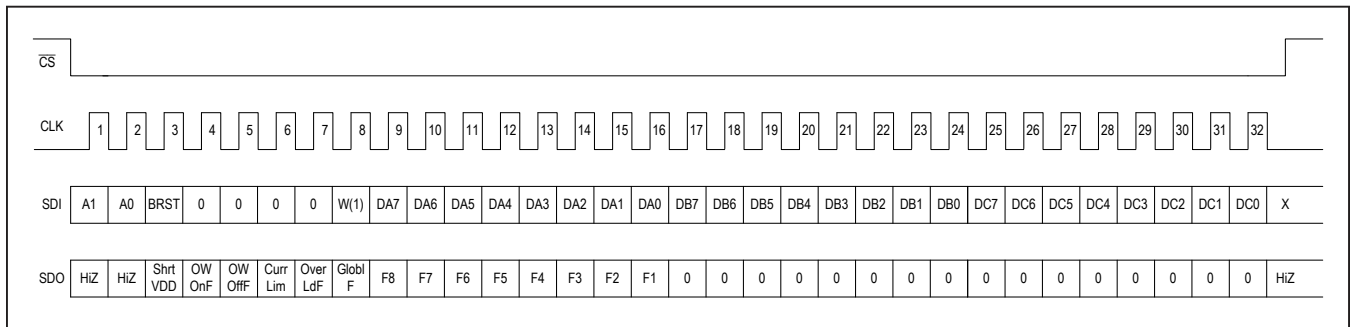 CS
CLK 1 2 3 4 5 6 7 8 9 10 11 12 13 14 15 16 17 18 19 20 21 22 23 24 25 26 27 28 29 30 31 32
SDI A1 A0 BRST 0 0 0 0 W(1) DA7 DA6 DA5 DA4 DA3 DA2 DA1 DA0 DB7 DB6 DB5 DB4 DB3 DB2 DB1 DB0 DC7 DC6 DC5 DC4 DC3 DC2 DC1 DC0 X
SDO HiZ HiZ Shrt VDD OW OnF OW OffF Curr Lim Over LdF Globl F F8 F7 F6 F5 F4 F3 F2 F1 0 0 0 0 0 0 0 0 0 0 0 0 0 0 0 0 HiZ